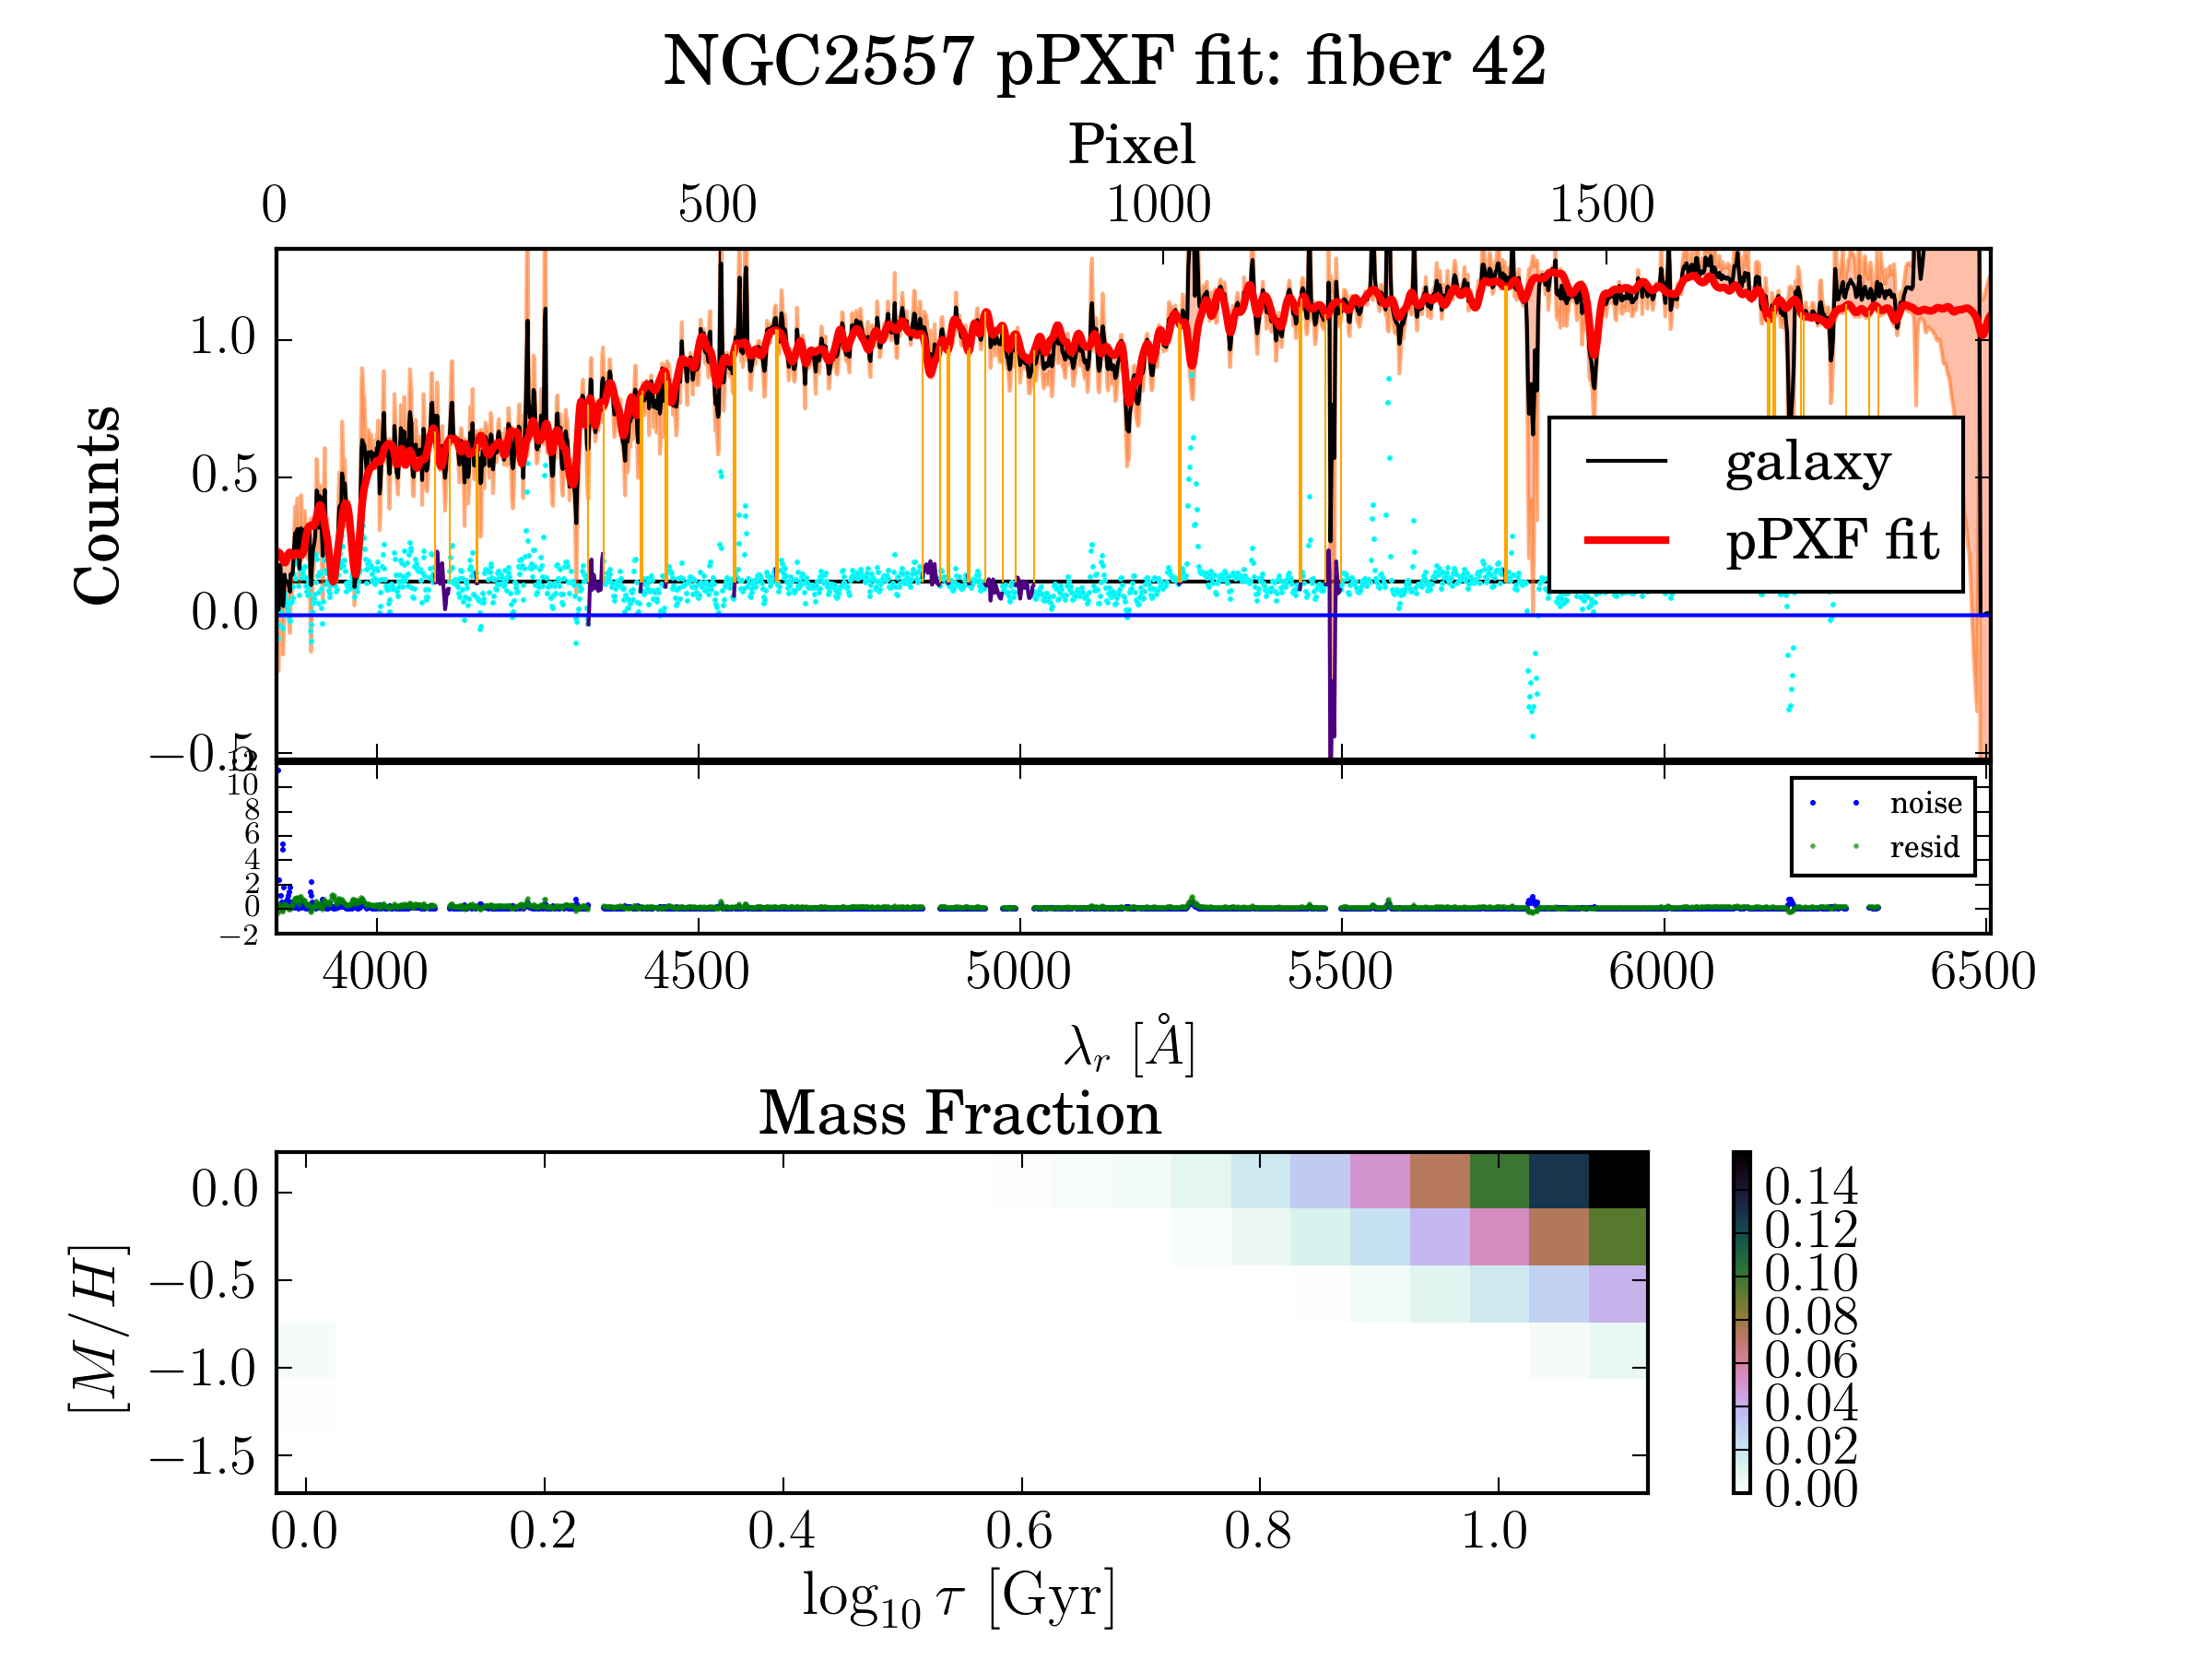 NGC2557 pPXF fit: fiber 42
Pixel
0 500 1000 1500
Counts
1.0
0.5
0.0
−0.5
galaxy
pPXF fit
12
10
8
6
4
2
0
−2
noise
resid
4000 4500 5000 5500 6000 6500
λr [Å]
Mass Fraction
[M/H]
0.0
−0.5
−1.0
−1.5
0.0 0.2 0.4 0.6 0.8 1.0
log10 τ [Gyr]
0.14
0.12
0.10
0.08
0.06
0.04
0.02
0.00